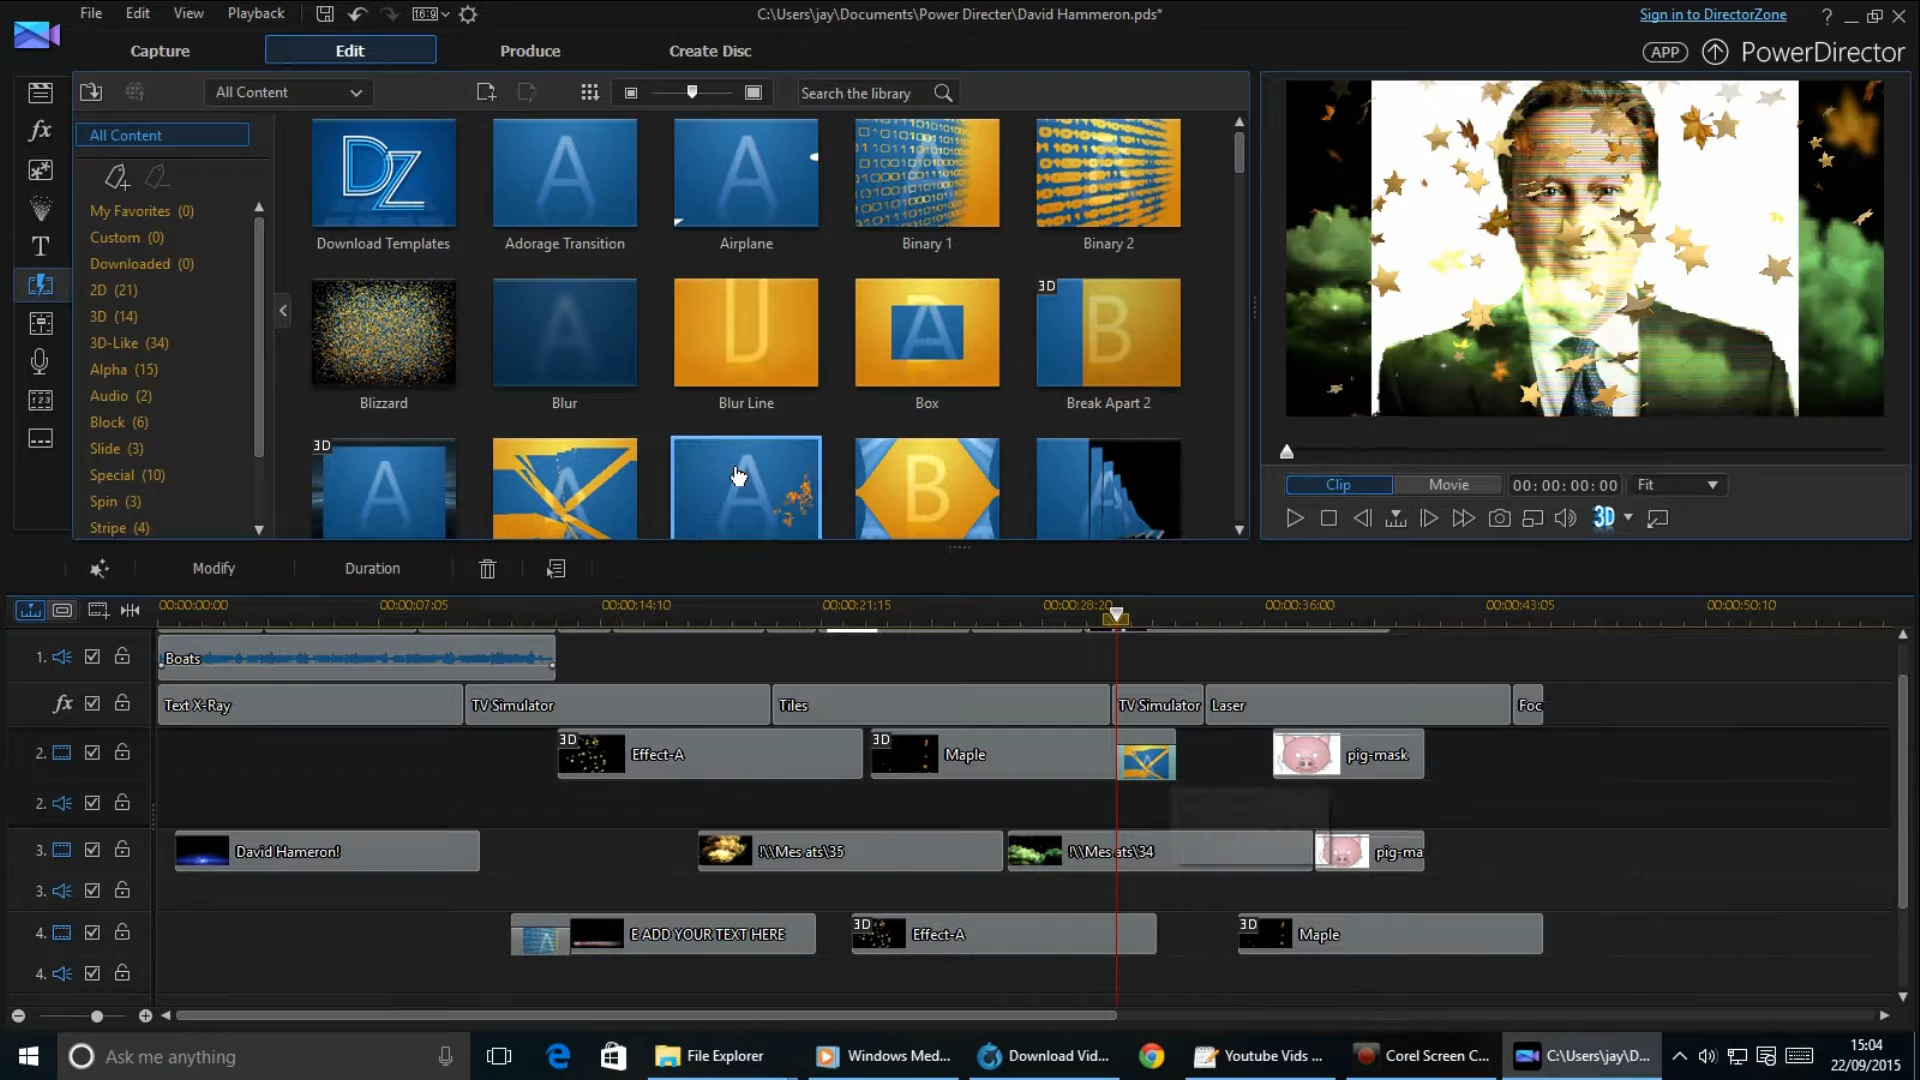 File Edit View Playback 16:9 C:\Users\jay\Documents\Power Directer\David Hammeron.pds* Sign in to DirectorZone ?
Capture Edit Produce Create Disc APP PowerDirector
All Content Search the library
All Content
My Favorites (0)
Custom (0)
Downloaded (0)
2D (21)
3D (14)
3D-Like (34)
Alpha (15)
Audio (2)
Block (6)
Slide (3)
Special (10)
Spin (3)
Stripe (4)
DZ A A
Download Templates Adorage Transition Airplane Binary 1 Binary 2
A A 3D B
Blizzard Blur Blur Line Box Break Apart 2
3D A A A B
Clip Movie 00:00:00:00 Fit
3D
Modify Duration
00:00:00:00 00:00:07:05 00:00:14:10 00:00:21:15 00:00:28:20 00:00:36:00 00:00:43:05 00:00:50:10
1. Boats
fx Text X-Ray TV Simulator Tiles TV Simulator Laser Foc
2. 3D Effect-A 3D Maple pig-mask
2.
3. David Hameron! !\\Mes ats\35 !\\Mes ats\34 pig-ma
3.
4. E ADD YOUR TEXT HERE 3D Effect-A 3D Maple
4.
Ask me anything File Explorer Windows Med... Download Vid... Youtube Vids ... Corel Screen C... C:\Users\jay\D... 15:04
22/09/2015